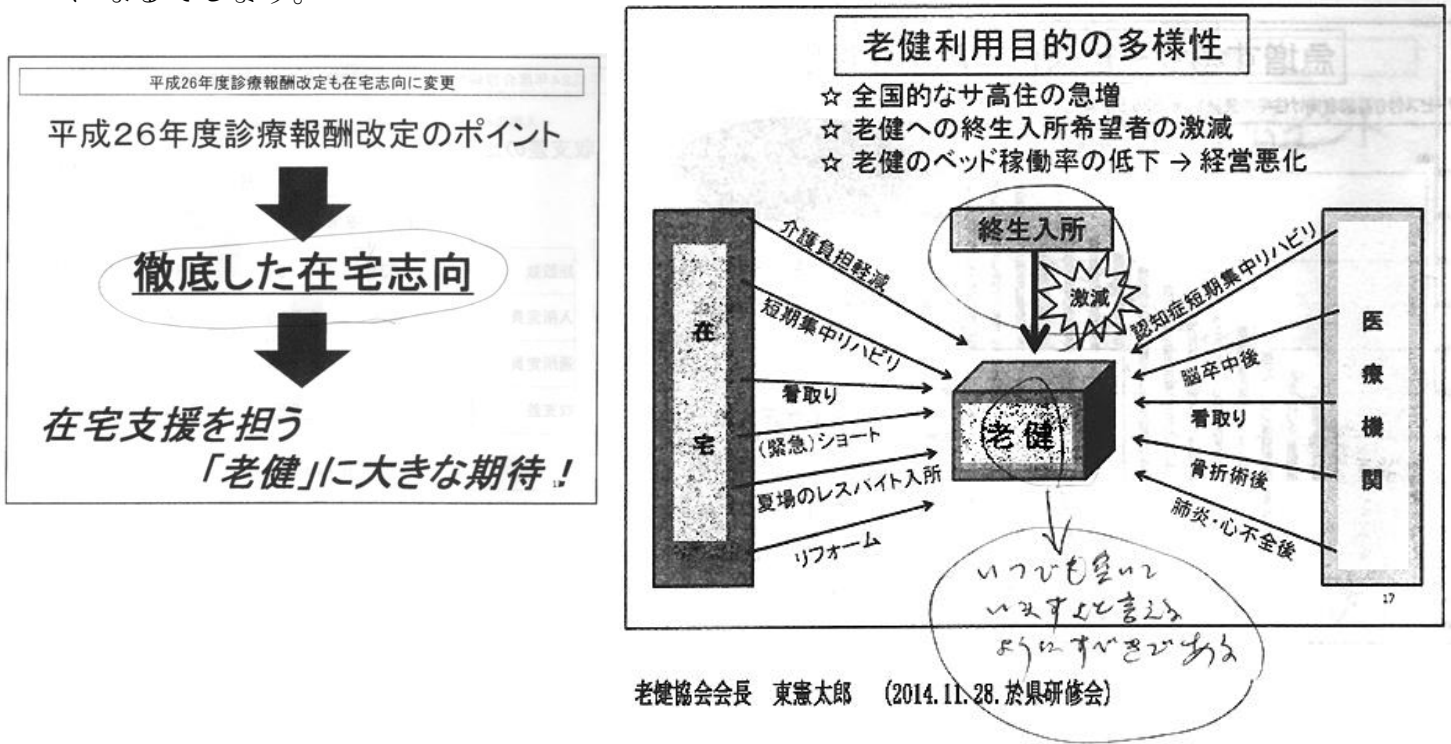 になるでしょう。
平成26年度診療報酬改定も在宅志向に変更
平成26年度診療報酬改定のポイント
徹底した在宅志向
在宅支援を担う
「老健」に大きな期待！
老健利用目的の多様性
☆ 全国的なサ高住の急増
☆ 老健への終生入所希望者の激減
☆ 老健のベッド稼働率の低下 → 経営悪化
終生入所
激減
在宅
介護負担軽減
短期集中リハビリ
看取り
（緊急）ショート
夏場のレスパイト入所
リフォーム
老健
認知症短期集中リハビリ
脳卒中後
看取り
骨折術後
肺炎・心不全後
医療機関
17
いつでも空いて
いますよと言える
ようにすべきである
老健協会会長　東憲太郎　（2014.11.28.於県研修会）